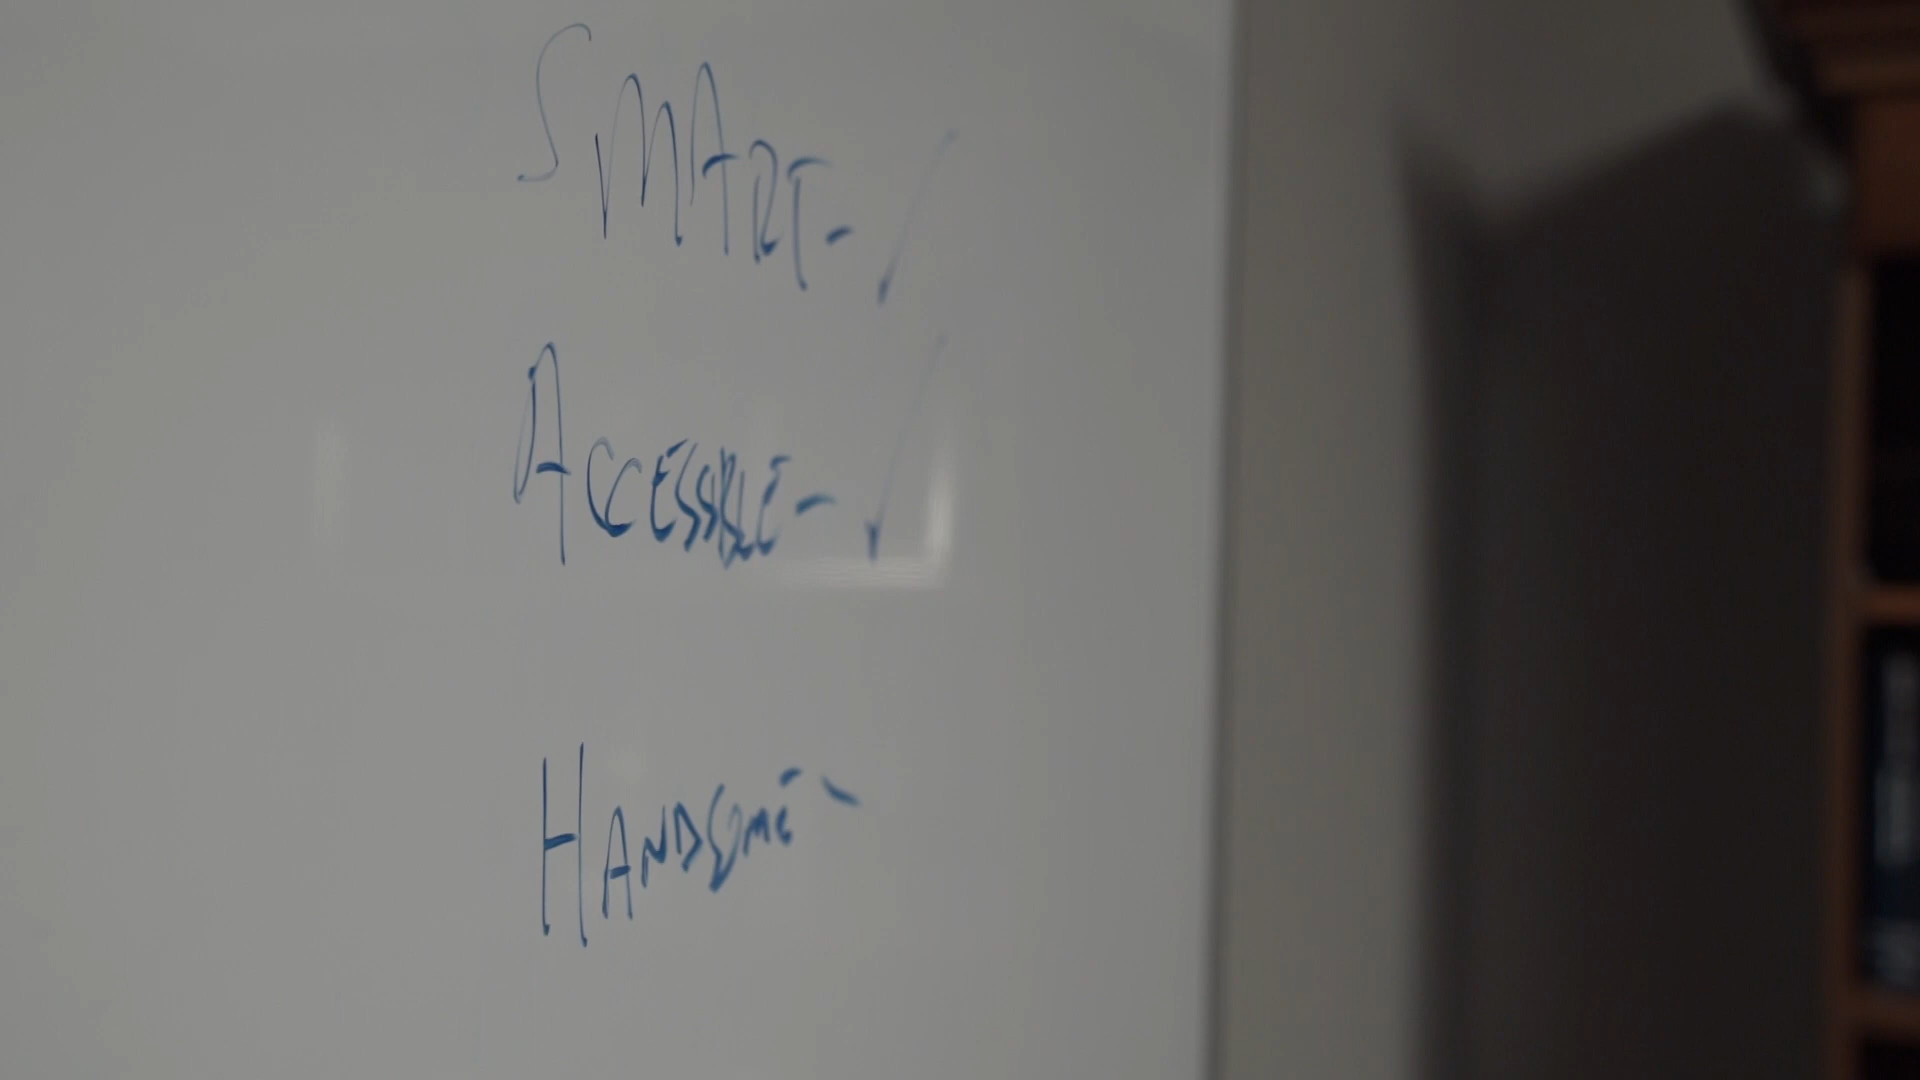 SMART- ✓
ACCESSIBLE- ✓
HANDSOME -